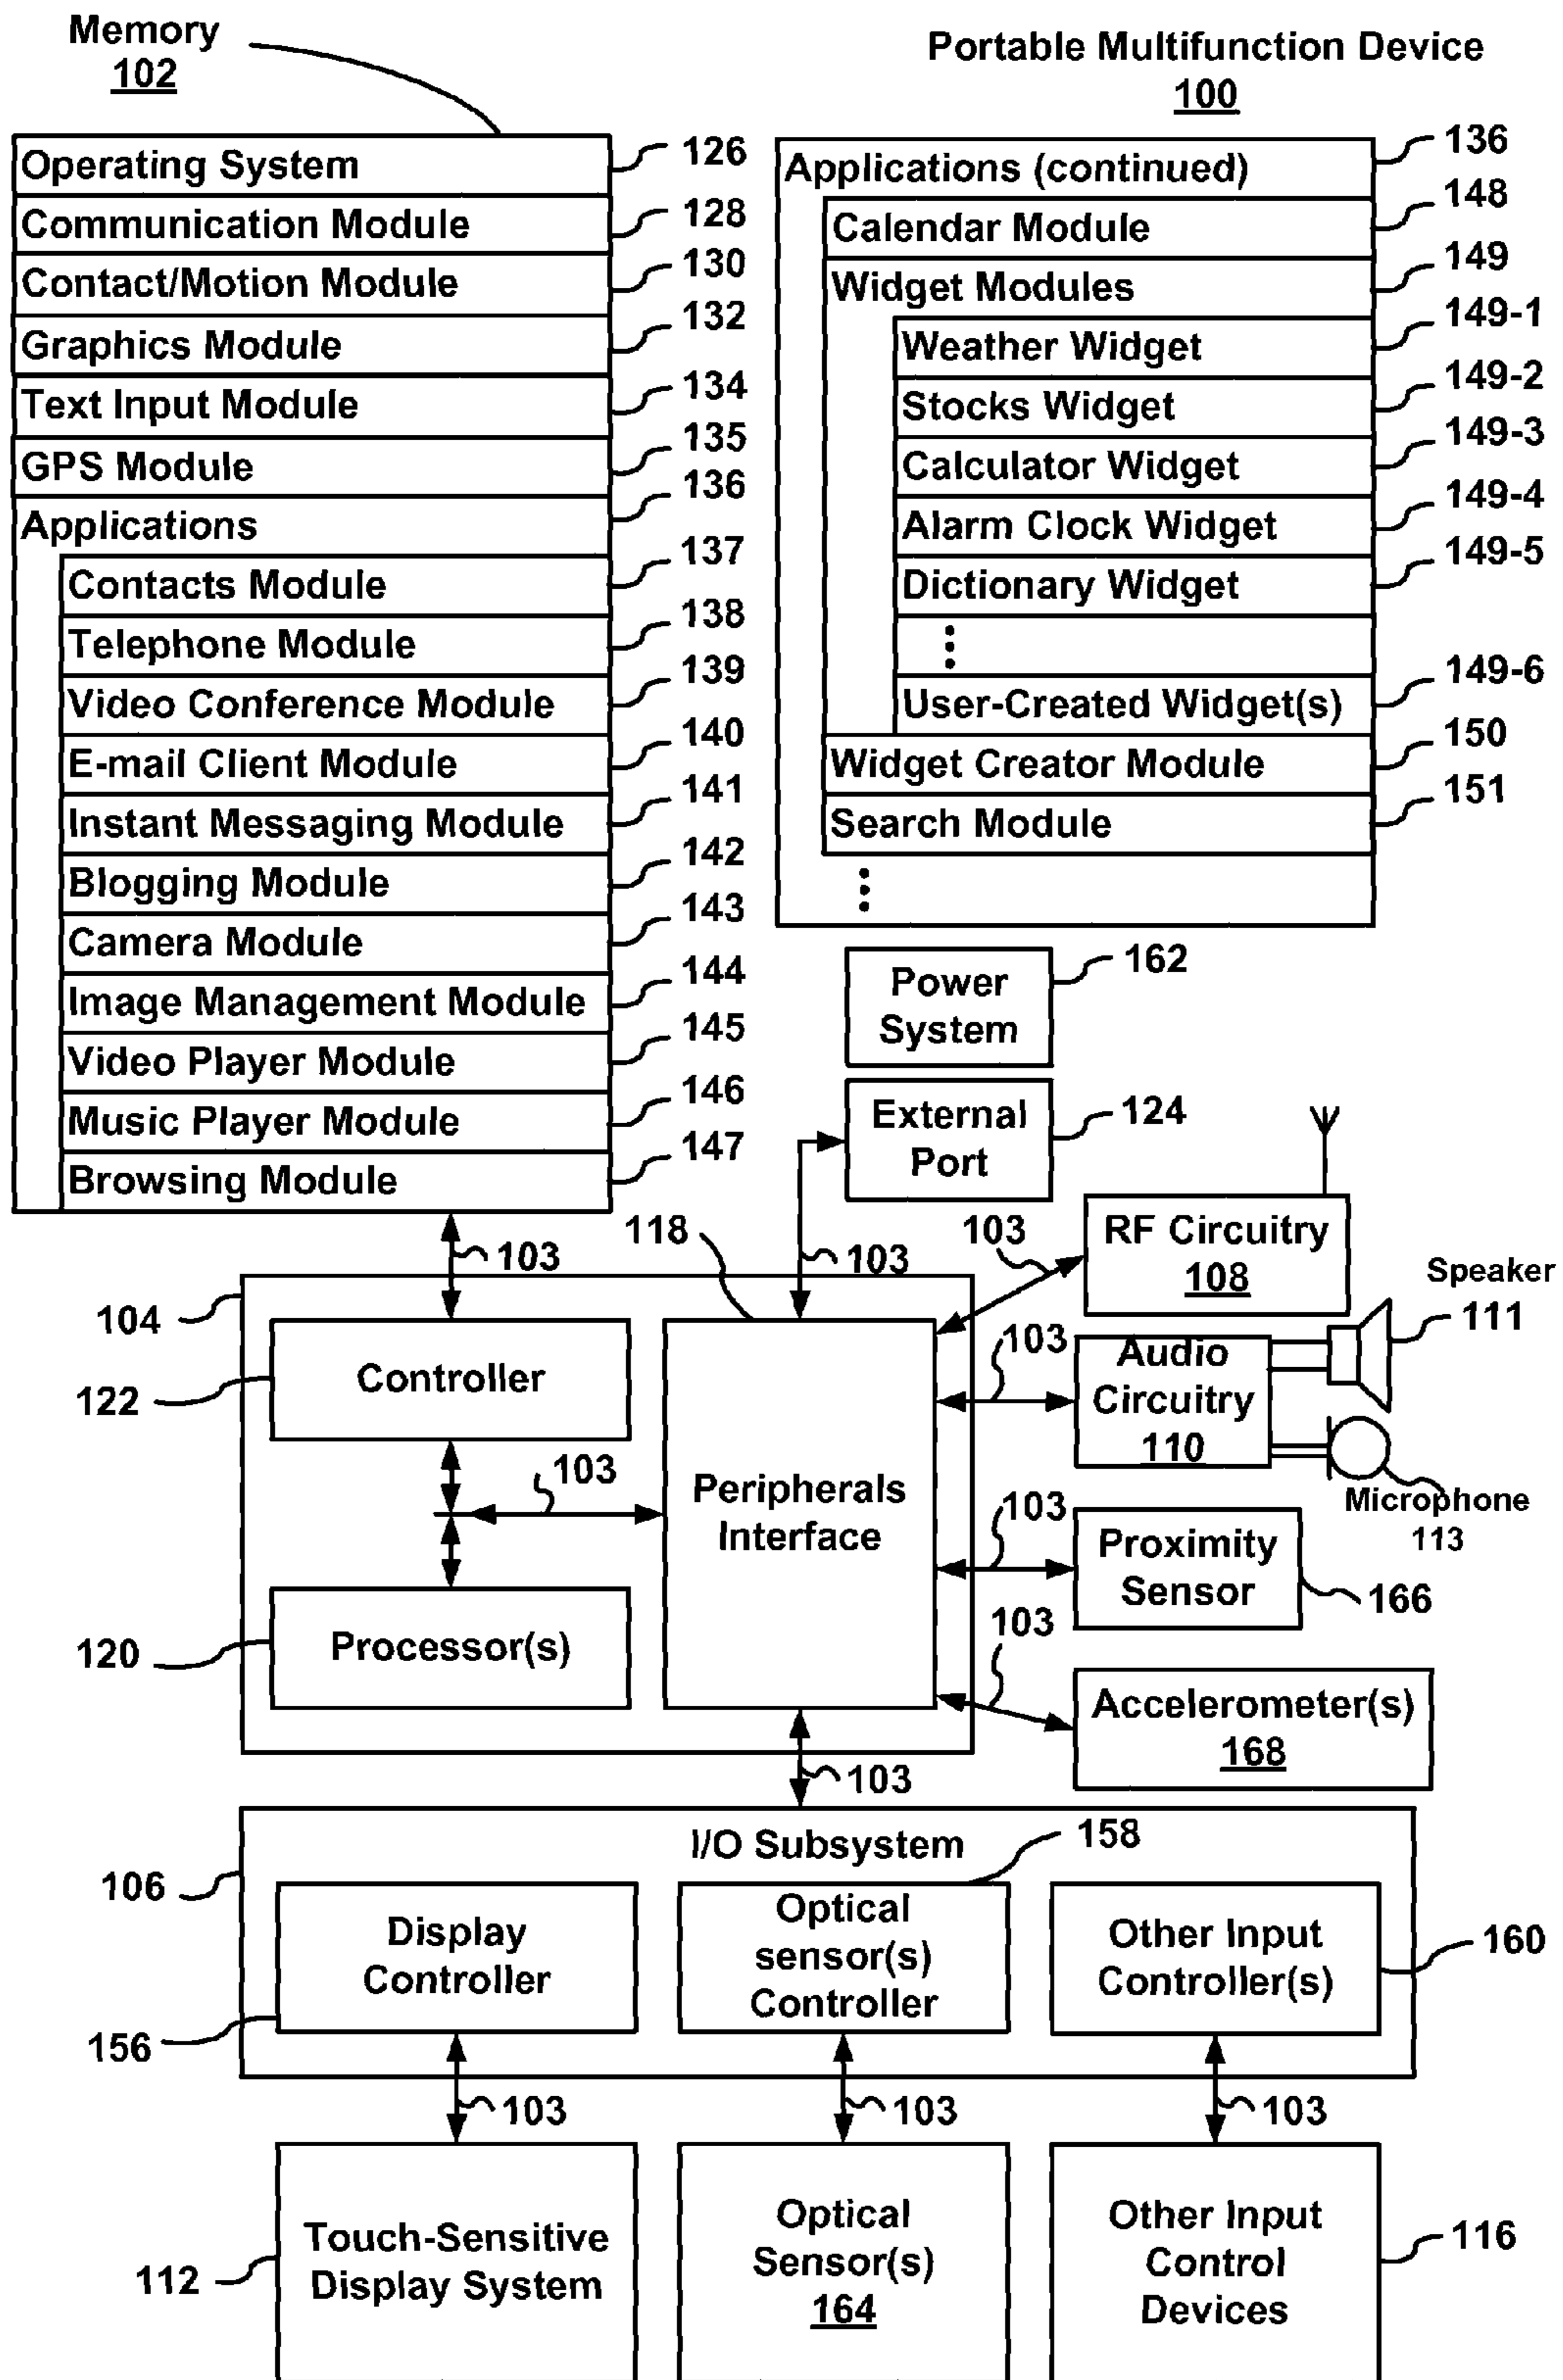 Memory
102
Portable Multifunction Device
100
Operating System
126
Communication Module
128
Contact/Motion Module
130
Graphics Module
132
Text Input Module
134
GPS Module
135
Applications
136
Contacts Module
137
Telephone Module
138
Video Conference Module
139
E-mail Client Module
140
Instant Messaging Module
141
Blogging Module
142
Camera Module
143
Image Management Module
144
Video Player Module
145
Music Player Module
146
Browsing Module
147
Applications (continued)
136
Calendar Module
148
Widget Modules
149
Weather Widget
149-1
Stocks Widget
149-2
Calculator Widget
149-3
Alarm Clock Widget
149-4
Dictionary Widget
149-5
User-Created Widget(s)
149-6
Widget Creator Module
150
Search Module
151
Power
System
162
External
Port
124
103
118
103
103
RF Circuitry
108
Speaker
111
104
Controller
122
103
Audio
Circuitry
110
103
Peripherals
Interface
Microphone
113
103
Proximity
Sensor
166
120
Processor(s)
103
Accelerometer(s)
168
103
I/O Subsystem
158
106
Display
Controller
156
Optical
sensor(s)
Controller
Other Input
Controller(s)
160
103
103
103
Touch-Sensitive
Display System
112
Optical
Sensor(s)
164
Other Input
Control
Devices
116